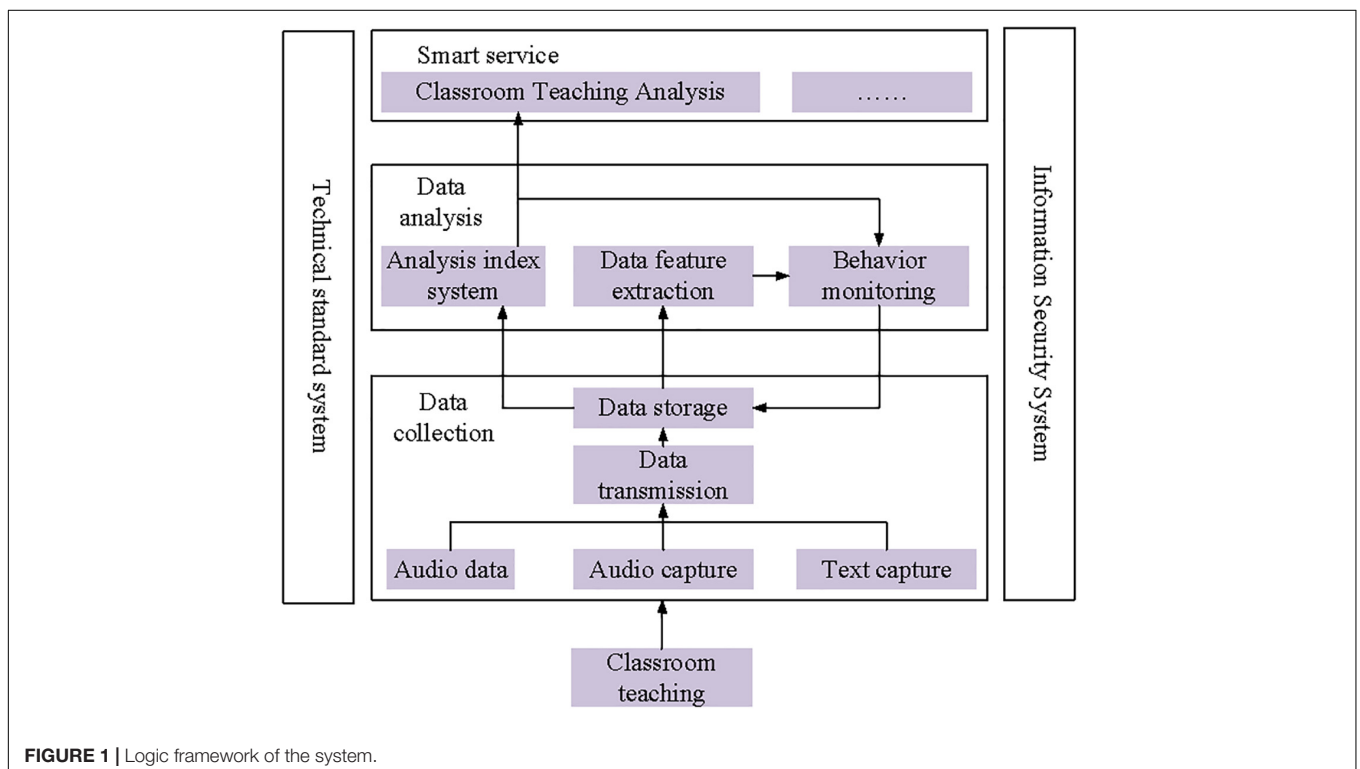 Technical standard system
Smart service
Classroom Teaching Analysis
......
Data
analysis
Analysis index
system
Data feature
extraction
Behavior
monitoring
Data
collection
Data storage
Data
transmission
Audio data
Audio capture
Text capture
Classroom
teaching
Information Security System
FIGURE 1 | Logic framework of the system.